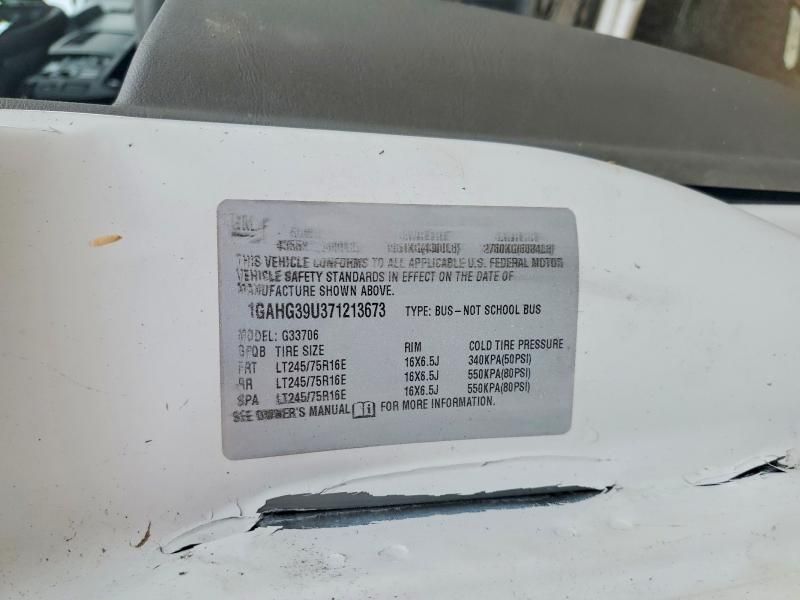 GM
THIS VEHICLE CONFORMS TO ALL APPLICABLE U.S. FEDERAL MOTOR
VEHICLE SAFETY STANDARDS IN EFFECT ON THE DATE OF
MANUFACTURE SHOWN ABOVE.
1GAHG39U371213673 TYPE: BUS-NOT SCHOOL BUS
MODEL: G33706
TIRE SIZE RIM COLD TIRE PRESSURE
FRT LT245/75R16E 16X6.5J 340KPA(50PSI)
RR LT245/75R16E 16X6.5J 550KPA(80PSI)
SPA LT245/75R16E 16X6.5J 550KPA(80PSI)
SEE OWNER'S MANUAL FOR MORE INFORMATION.